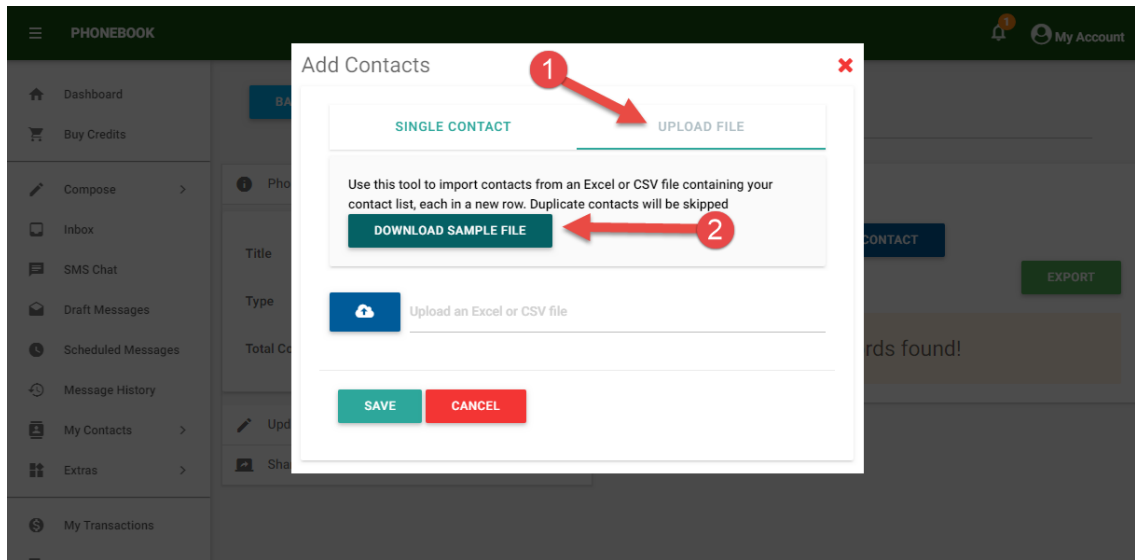 PHONEBOOK
1
My Account
Dashboard
Buy Credits
Compose
Inbox
SMS Chat
Draft Messages
Scheduled Messages
Message History
My Contacts
Extras
My Transactions
BA
Pho
Title
Type
Total Co
Upd
Sha
Add Contacts
1
SINGLE CONTACT
UPLOAD FILE
Use this tool to import contacts from an Excel or CSV file containing your
contact list, each in a new row. Duplicate contacts will be skipped
DOWNLOAD SAMPLE FILE
2
Upload an Excel or CSV file
SAVE
CANCEL
CONTACT
EXPORT
rds found!